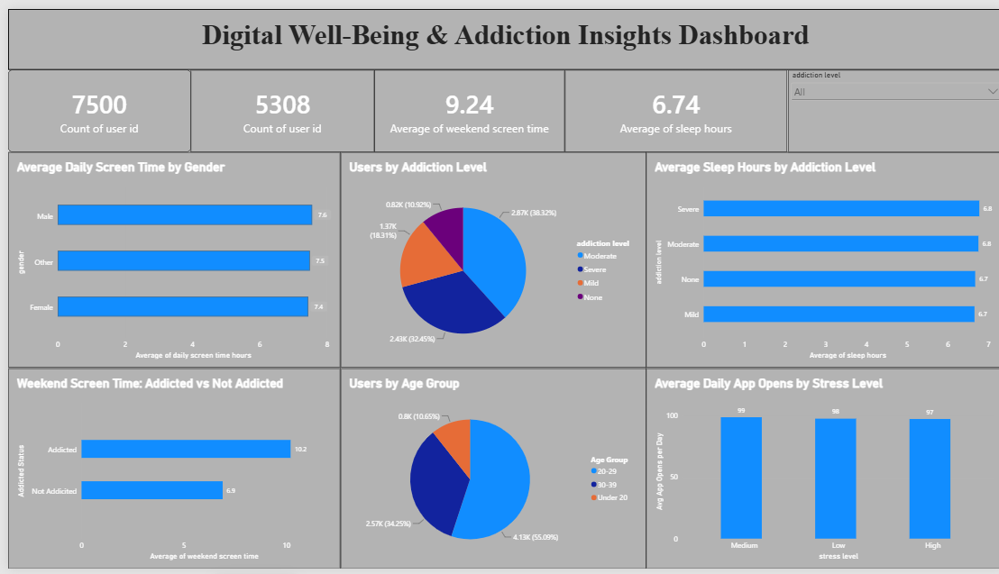 Digital Well-Being & Addiction Insights Dashboard
7500
Count of user id
5308
Count of user id
9.24
Average of weekend screen time
6.74
Average of sleep hours
addiction level
All
Average Daily Screen Time by Gender
gender
Male
7.6
Other
7.5
Female
7.4
0 2 4 6 8
Average of daily screen time hours
Users by Addiction Level
0.82K (10.92%)
2.87K (38.32%)
1.37K
(18.31%)
2.43K (32.45%)
addiction level
Moderate
Severe
Mild
None
Average Sleep Hours by Addiction Level
addiction level
Severe
6.8
Moderate
6.8
None
6.7
Mild
6.7
0 1 2 3 4 5 6 7
Average of sleep hours
Weekend Screen Time: Addicted vs Not Addicted
Addicted Status
Addicted
10.2
Not Addicited
6.9
0 5 10
Average of weekend screen time
Users by Age Group
0.8K (10.65%)
2.57K (34.25%)
4.13K (55.09%)
Age Group
20-29
30-39
Under 20
Average Daily App Opens by Stress Level
Avg App Opens per Day
100
50
0
99
98
97
Medium Low High
stress level